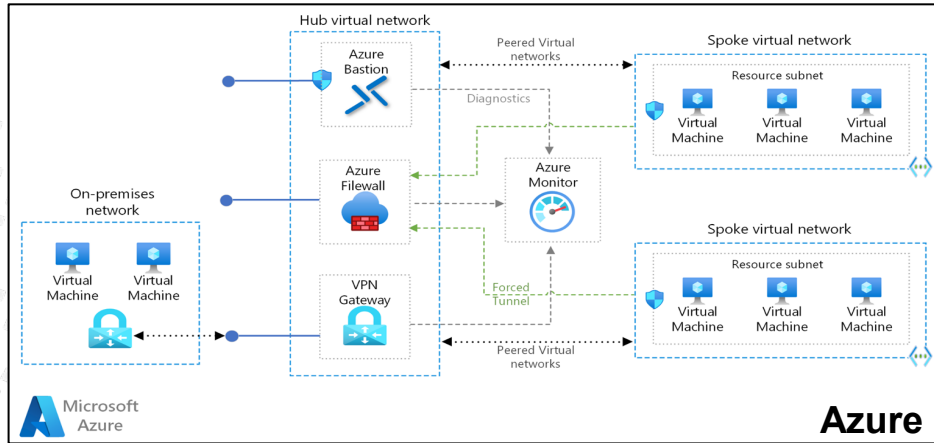 Hub virtual network
Azure
Bastion
Peered Virtual
networks
Spoke virtual network
Resource subnet
Virtual
Machine
Virtual
Machine
Virtual
Machine
Diagnostics
Azure
Firewall
Azure
Monitor
On-premises
network
Virtual
Machine
Virtual
Machine
VPN
Gateway
Forced
Tunnel
Spoke virtual network
Resource subnet
Virtual
Machine
Virtual
Machine
Virtual
Machine
Peered Virtual
networks
Microsoft
Azure
Azure